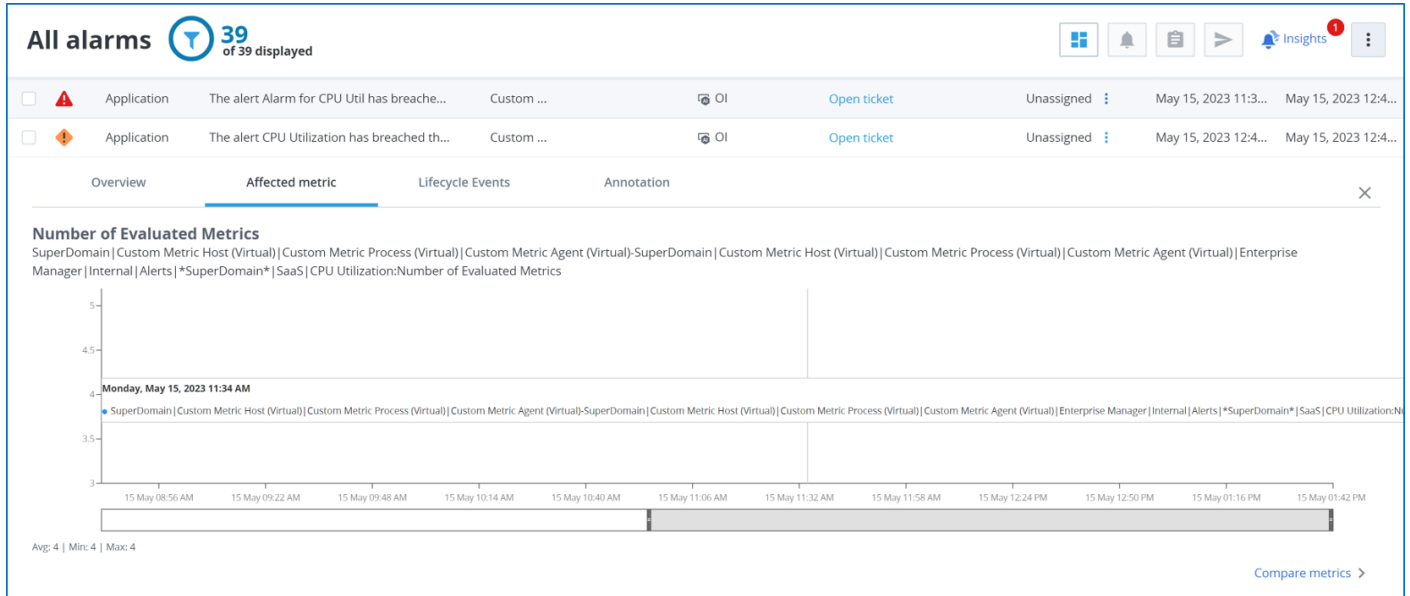 All alarms
39
of 39 displayed
Insights
1
Application The alert Alarm for CPU Util has breache... Custom ... OI Open ticket Unassigned May 15, 2023 11:3... May 15, 2023 12:4...
Application The alert CPU Utilization has breached th... Custom ... OI Open ticket Unassigned May 15, 2023 12:4... May 15, 2023 12:4...
Overview Affected metric Lifecycle Events Annotation
Number of Evaluated Metrics
SuperDomain|Custom Metric Host (Virtual)|Custom Metric Process (Virtual)|Custom Metric Agent (Virtual)-SuperDomain|Custom Metric Host (Virtual)|Custom Metric Process (Virtual)|Custom Metric Agent (Virtual)|Enterprise
Manager|Internal|Alerts|*SuperDomain*|SaaS|CPU Utilization:Number of Evaluated Metrics
5
4.5
4
Monday, May 15, 2023 11:34 AM
SuperDomain|Custom Metric Host (Virtual)|Custom Metric Process (Virtual)|Custom Metric Agent (Virtual)-SuperDomain|Custom Metric Host (Virtual)|Custom Metric Process (Virtual)|Custom Metric Agent (Virtual)|Enterprise Manager|Internal|Alerts|*SuperDomain*|SaaS|CPU Utilization:Nu
3.5
3
15 May 08:56 AM 15 May 09:22 AM 15 May 09:48 AM 15 May 10:14 AM 15 May 10:40 AM 15 May 11:06 AM 15 May 11:32 AM 15 May 11:58 AM 15 May 12:24 PM 15 May 12:50 PM 15 May 01:16 PM 15 May 01:42 PM
Avg: 4 | Min: 4 | Max: 4
Compare metrics